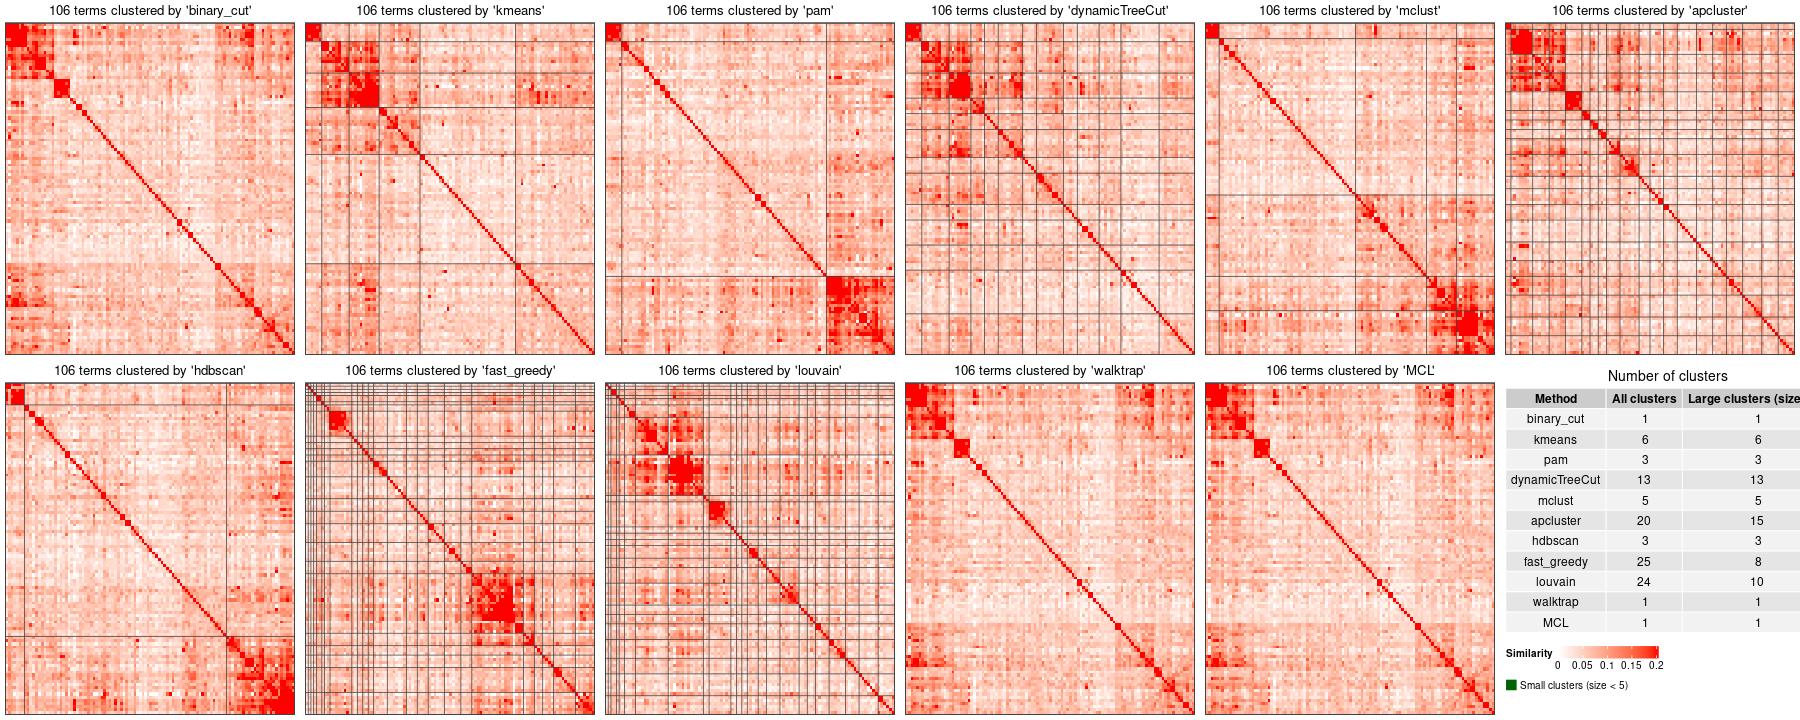 106 terms clustered by 'binary_cut'
106 terms clustered by 'kmeans'
106 terms clustered by 'pam'
106 terms clustered by 'dynamicTreeCut'
106 terms clustered by 'mclust'
106 terms clustered by 'apcluster'
106 terms clustered by 'hdbscan'
106 terms clustered by 'fast_greedy'
106 terms clustered by 'louvain'
106 terms clustered by 'walktrap'
106 terms clustered by 'MCL'
Number of clusters
Method All clusters Large clusters (size
binary_cut 1 1
kmeans 6 6
pam 3 3
dynamicTreeCut 13 13
mclust 5 5
apcluster 20 15
hdbscan 3 3
fast_greedy 25 8
louvain 24 10
walktrap 1 1
MCL 1 1
Similarity
0 0.05 0.1 0.15 0.2
Small clusters (size < 5)